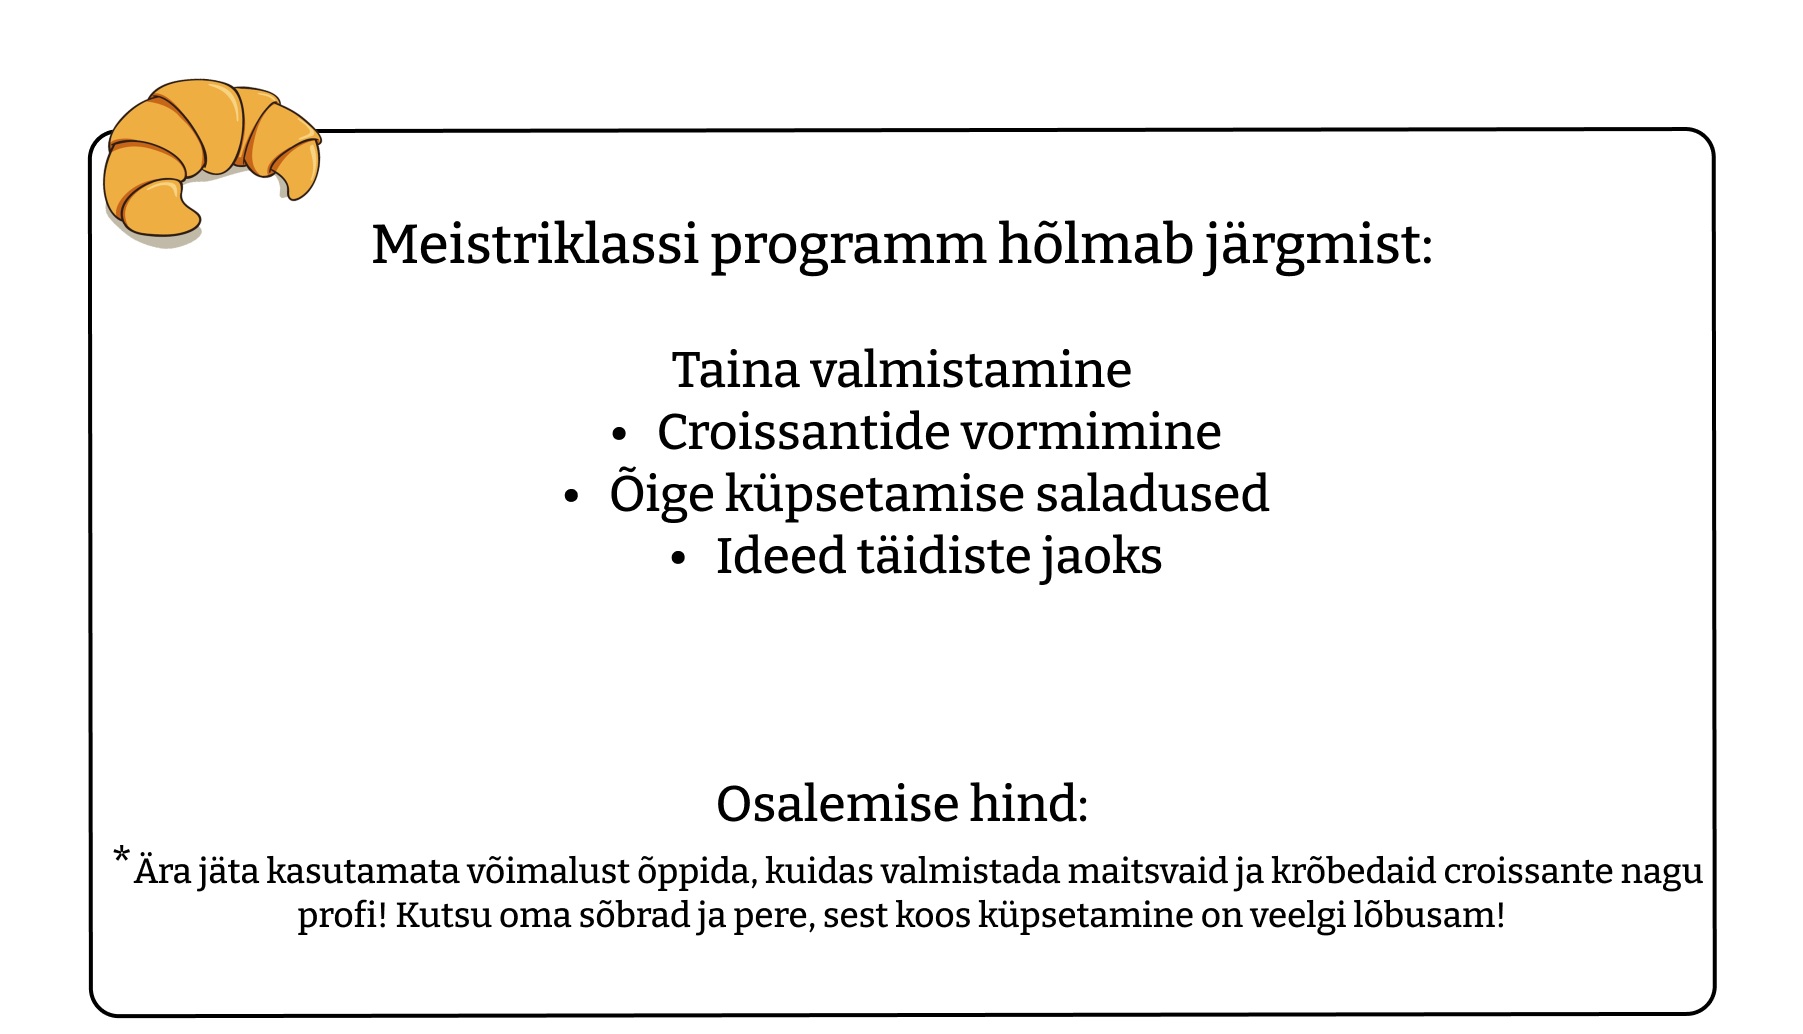 Meistriklassi programm hõlmab järgmist:
Taina valmistamine
• Croissantide vormimine
• Õige küpsetamise saladused
• Ideed täidiste jaoks
Osalemise hind:
*Ära jäta kasutamata võimalust õppida, kuidas valmistada maitsvaid ja krõbedaid croissante nagu
profi! Kutsu oma sõbrad ja pere, sest koos küpsetamine on veelgi lõbusam!